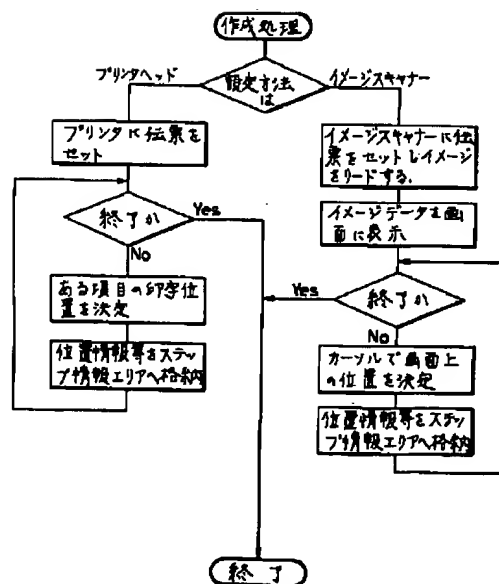 作成処理
設定方法
は
プリンタヘッド
イメージスキャナー
プリンタに伝票を
セット
終了か
Yes
No
ある項目の印字位
置を決定
位置情報等をステッ
プ情報エリアへ格納
イメージスキャナーに伝
票をセットしイメージ
をリードする.
イメージデータを画
面に表示
終了か
Yes
No
カーソルで画面上
の位置を決定
位置情報等をステッ
プ情報エリアへ格納
終了